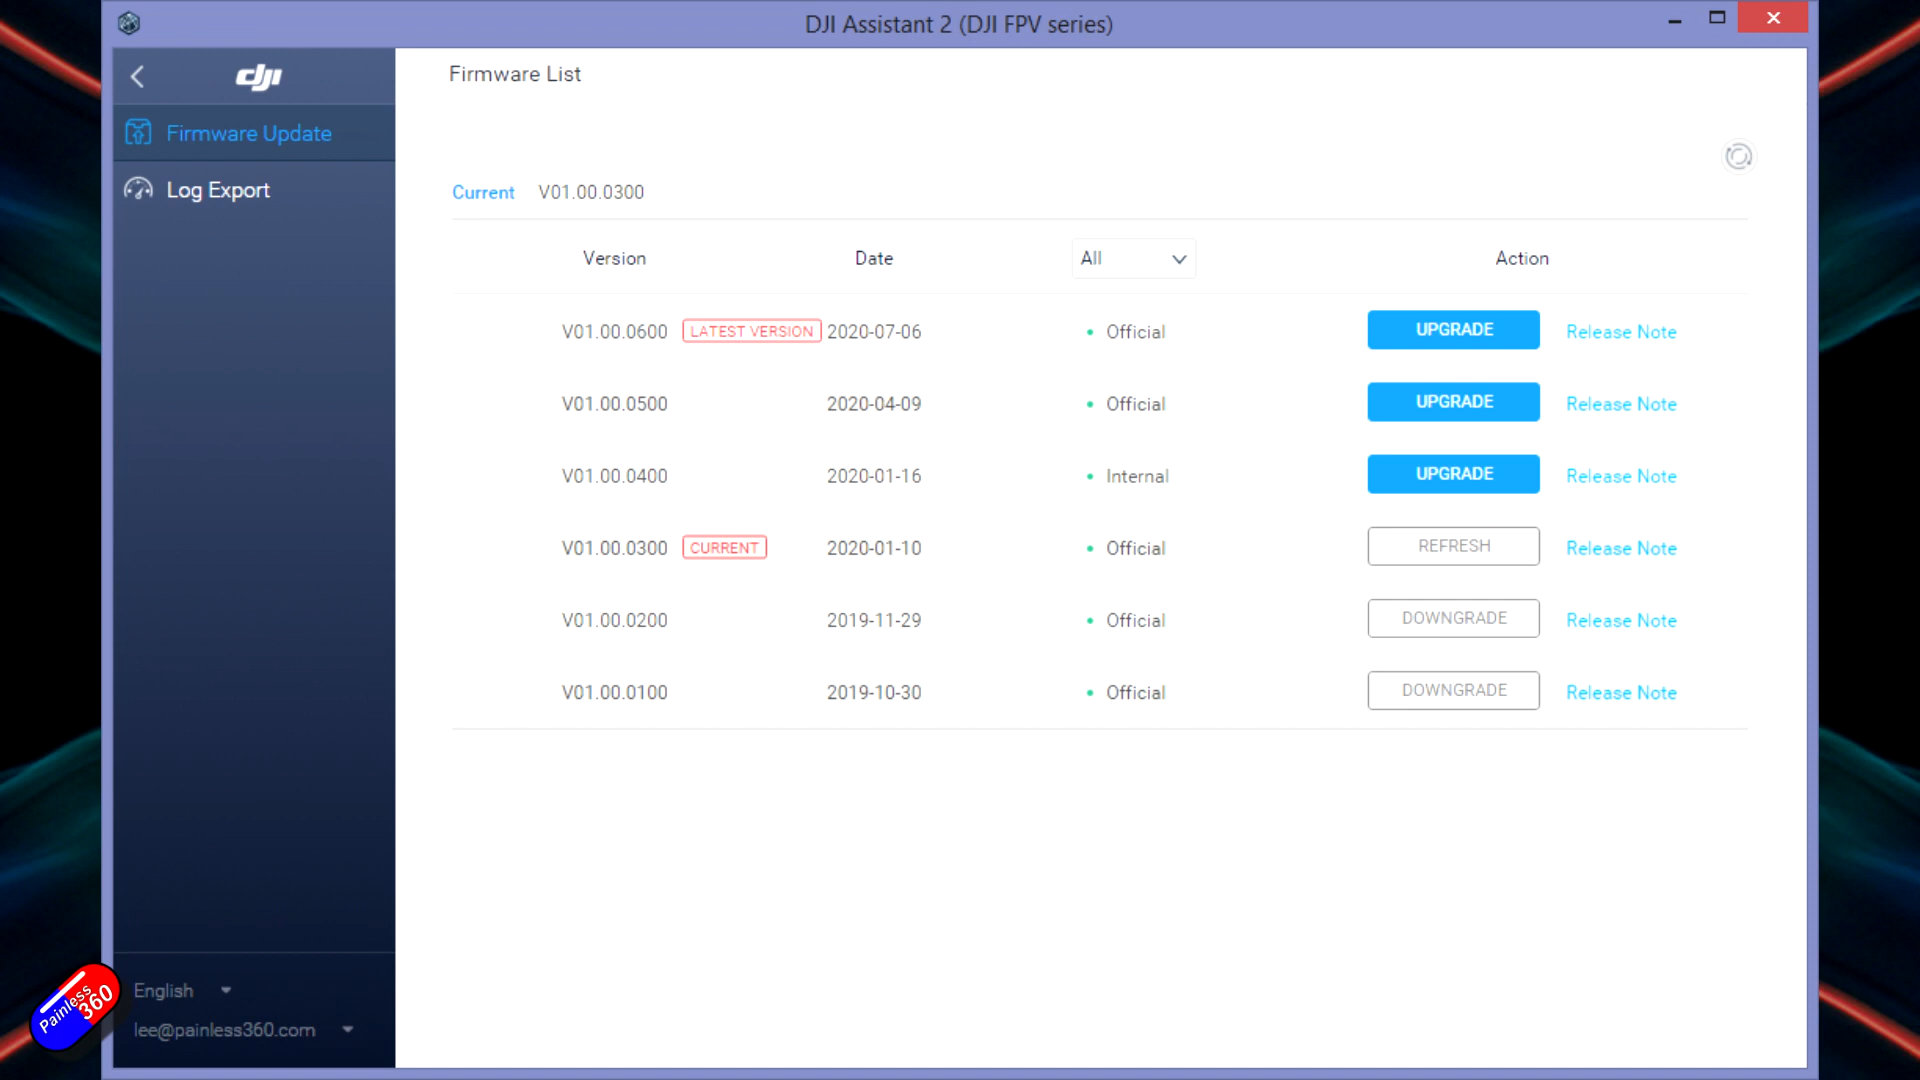 DJI Assistant 2 (DJI FPV series)
dji
Firmware List
Firmware Update
Log Export
Current V01.00.0300
Version Date All Action
V01.00.0600 LATEST VERSION 2020-07-06 Official UPGRADE Release Note
V01.00.0500 2020-04-09 Official UPGRADE Release Note
V01.00.0400 2020-01-16 Internal UPGRADE Release Note
V01.00.0300 CURRENT 2020-01-10 Official REFRESH Release Note
V01.00.0200 2019-11-29 Official DOWNGRADE Release Note
V01.00.0100 2019-10-30 Official DOWNGRADE Release Note
English
lee@painless360.com
Painless
360